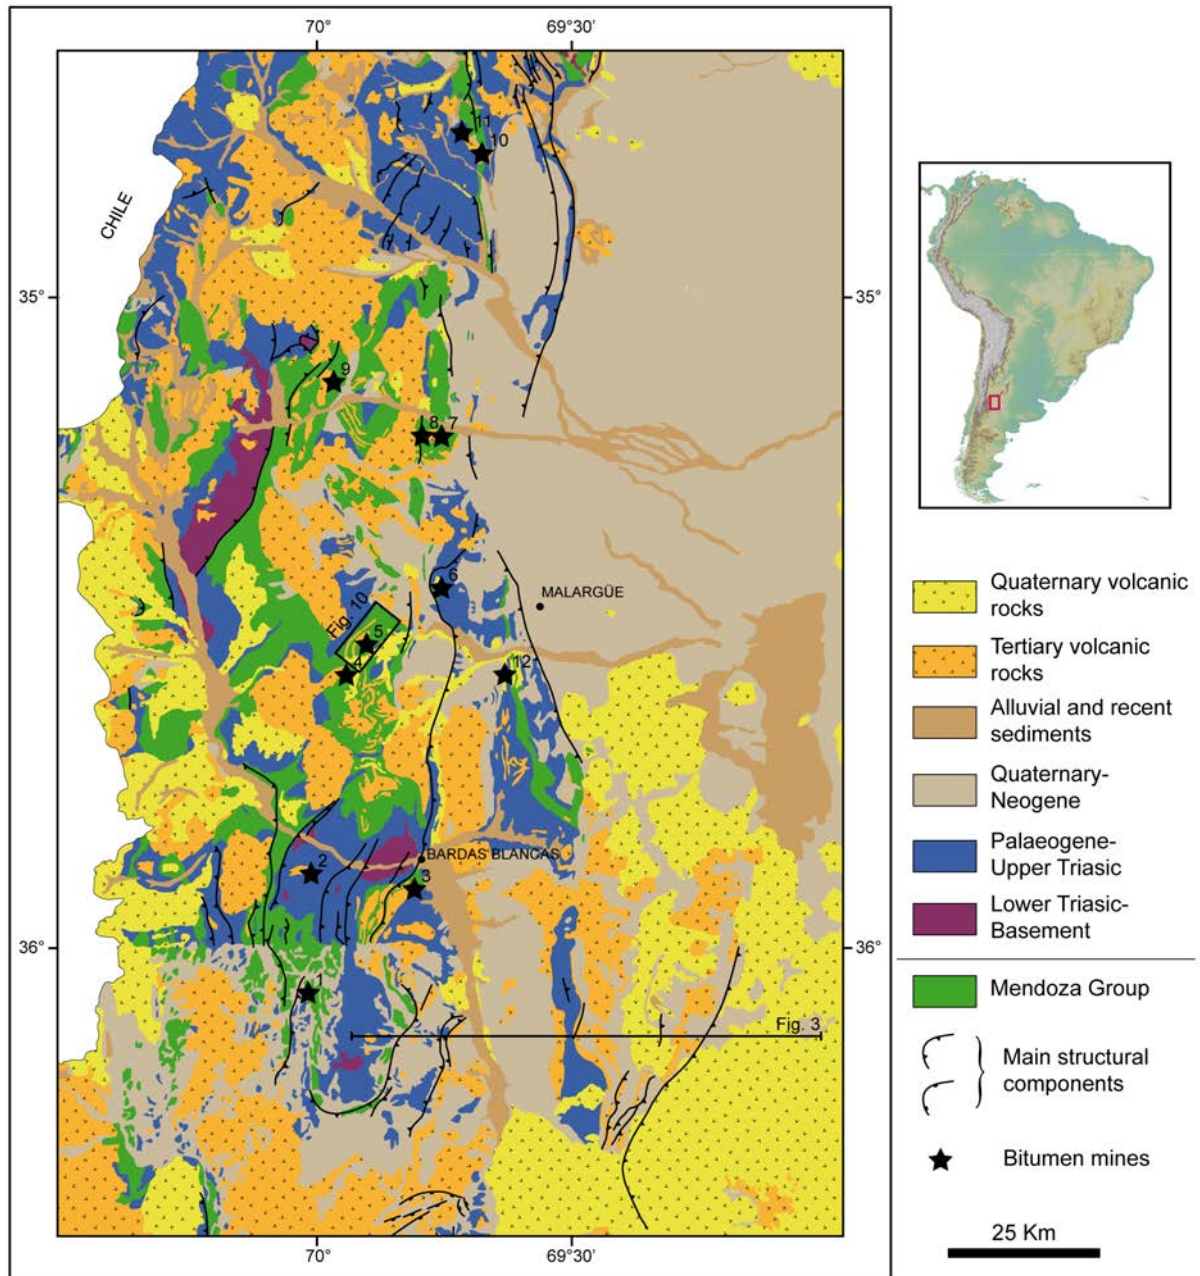 70°
69°30'
CHILE
11
10
35°
35°
9
8
7
6
MALARGÜE
Fig. 10
5
4
12
BARDAS BLANCAS
2
3
36°
36°
1
Fig. 3
70°
69°30'
Quaternary volcanic
rocks
Tertiary volcanic
rocks
Alluvial and recent
sediments
Quaternary-
Neogene
Palaeogene-
Upper Triasic
Lower Triasic-
Basement
Mendoza Group
Main structural
components
Bitumen mines
25 Km